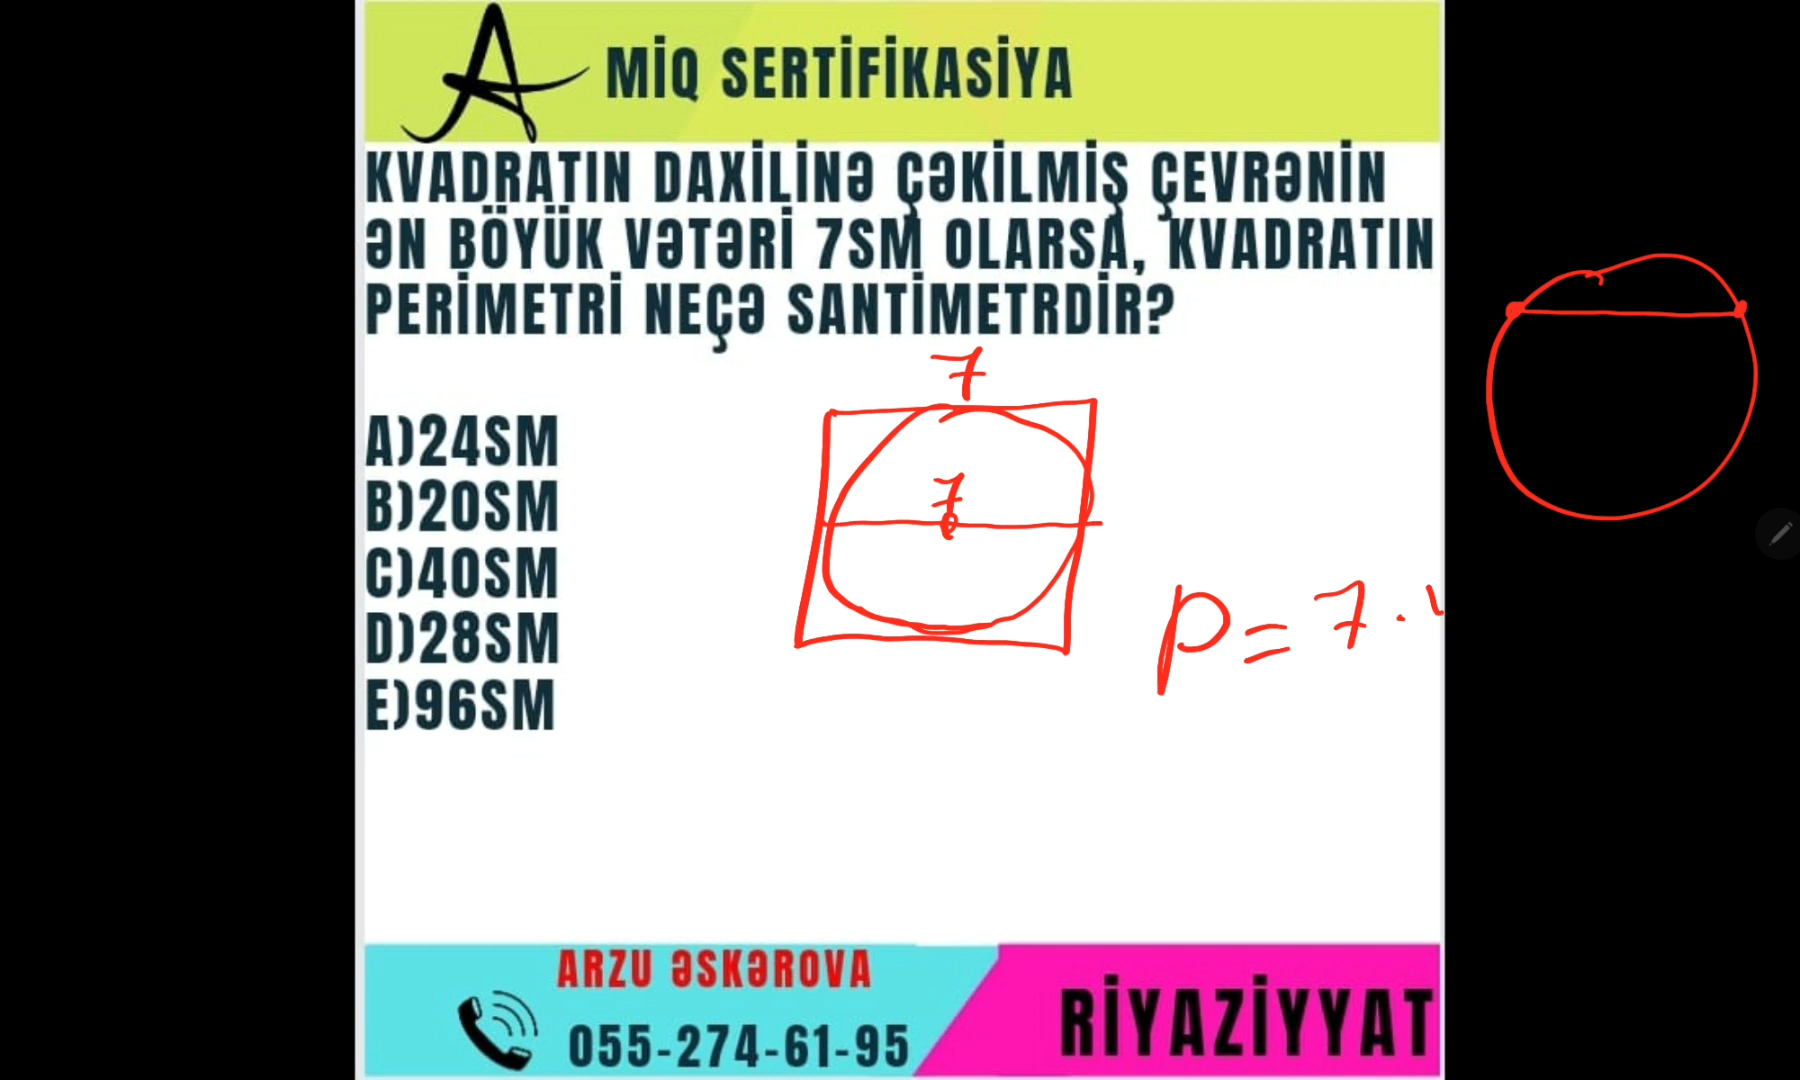 MİQ SERTİFİKASİYA
KVADRATIN DAXİLİNƏ ÇƏKİLMİŞ ÇEVRƏNİN
ƏN BÖYÜK VƏTƏRİ 7SM OLARSA, KVADRATIN
PERİMETRİ NEÇƏ SANTİMETRDİR?
7
A)24SM
B)20SM
7
C)40SM
P=7.
D)28SM
E)96SM
ARZU ƏSKƏROVA
055-274-61-95
RİYAZİYYAT